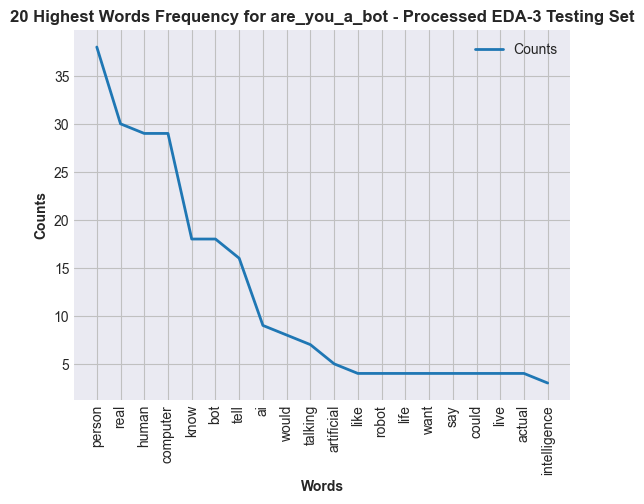 20 Highest Words Frequency for are_you_a_bot - Processed EDA-3 Testing Set
Counts
35
30
25
20
15
10
5
Counts
person
real
human
computer
know
bot
tell
ai
would
talking
artificial
like
robot
life
want
say
could
live
actual
intelligence
Words